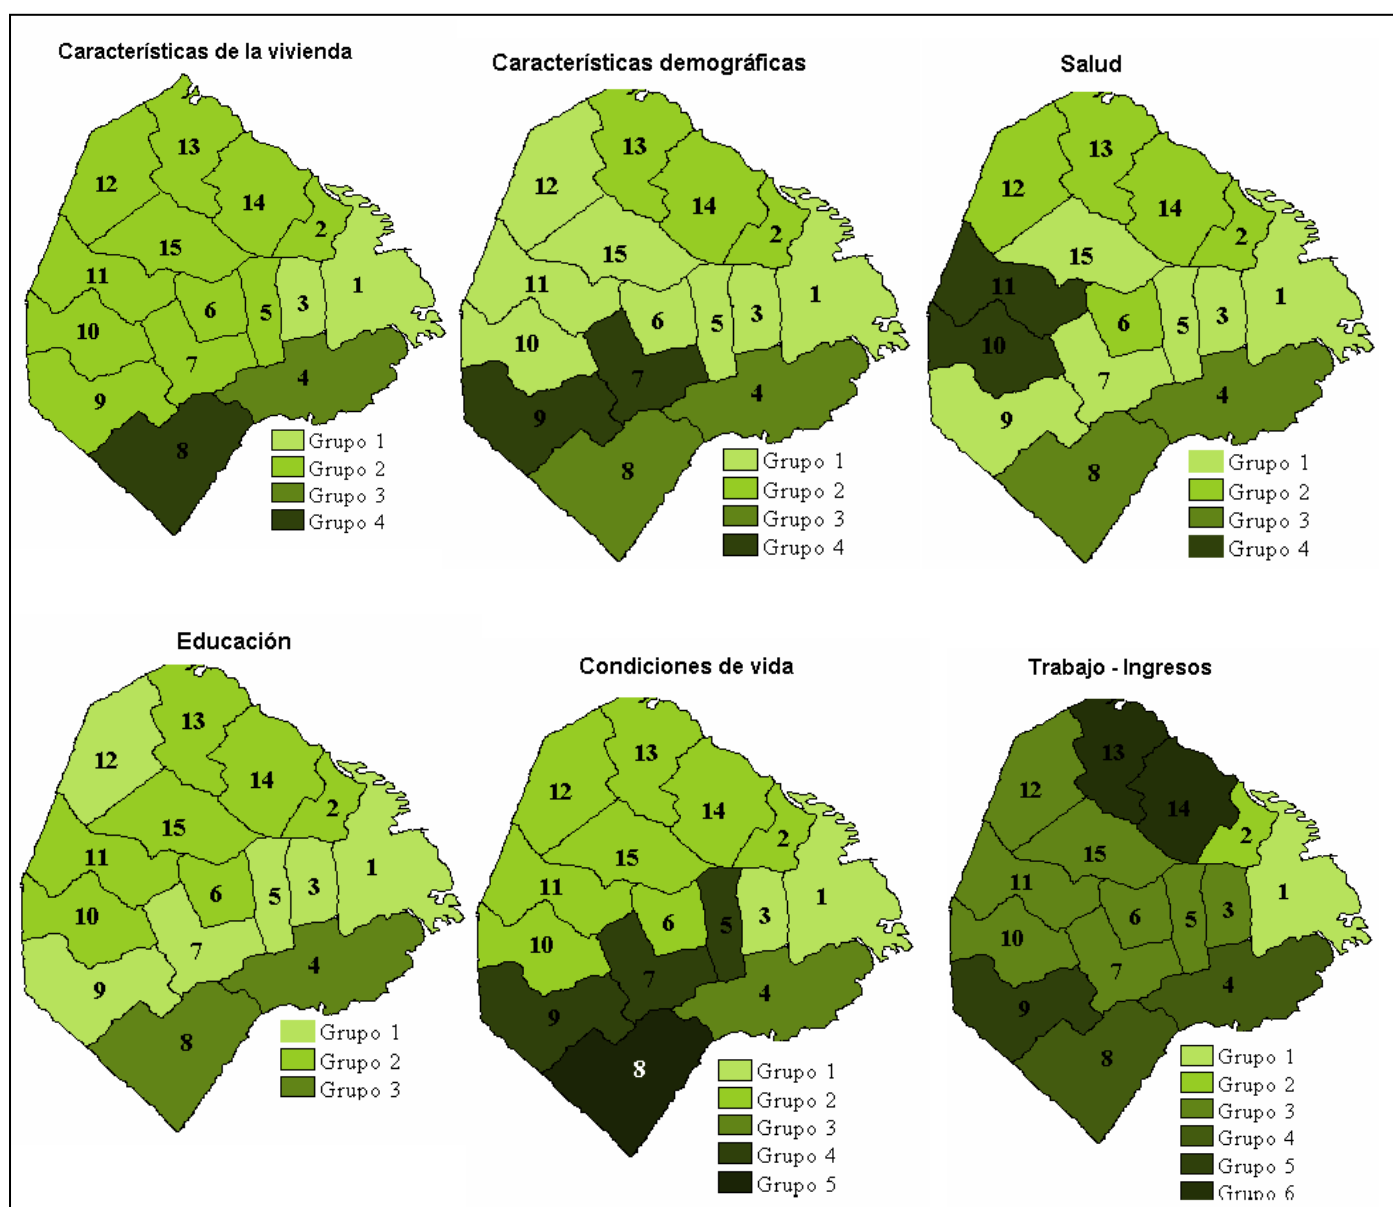 Características de la vivienda
13
12
14
2
15
11
1
6
5
3
10
7
4
9
8
Grupo 1
Grupo 2
Grupo 3
Grupo 4
Características demográficas
13
12
14
2
15
11
1
6
5
3
10
7
4
9
8
Grupo 1
Grupo 2
Grupo 3
Grupo 4
Salud
13
12
14
2
15
11
1
6
5
3
10
7
4
9
8
Grupo 1
Grupo 2
Grupo 3
Grupo 4
Educación
13
12
14
2
15
11
1
6
5
3
10
7
4
9
8
Grupo 1
Grupo 2
Grupo 3
Condiciones de vida
13
12
14
2
15
11
1
6
5
3
10
7
4
9
8
Grupo 1
Grupo 2
Grupo 3
Grupo 4
Grupo 5
Trabajo - Ingresos
13
12
14
2
15
11
1
6
5
3
10
7
4
9
8
Grupo 1
Grupo 2
Grupo 3
Grupo 4
Grupo 5
Grupo 6